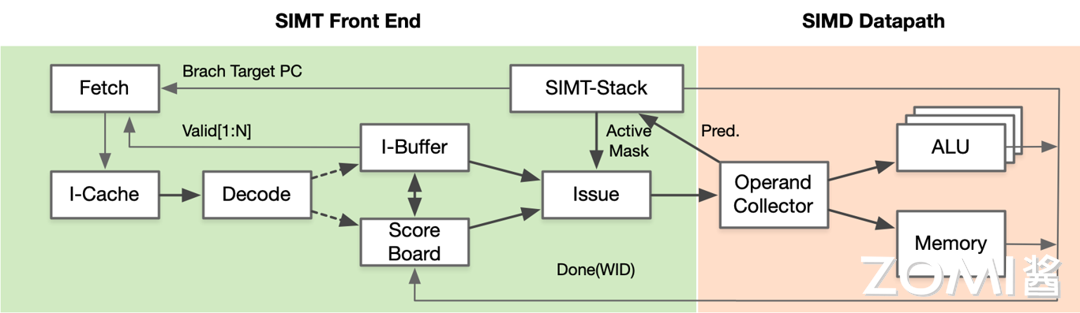 SIMT Front End
SIMD Datapath
Fetch
Brach Target PC
SIMT-Stack
Valid[1:N]
I-Buffer
Active
Mask
Pred.
ALU
I-Cache
Decode
Issue
Operand
Collector
Score
Board
Memory
Done(WID)
ZOMI酱